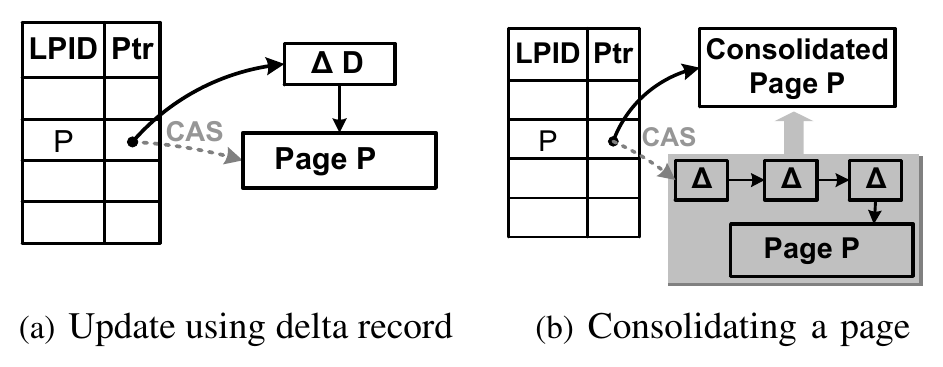 LPID Ptr
Δ D
P
CAS
Page P
(a) Update using delta record
LPID Ptr
Consolidated
Page P
P
CAS
Δ Δ Δ
Page P
(b) Consolidating a page